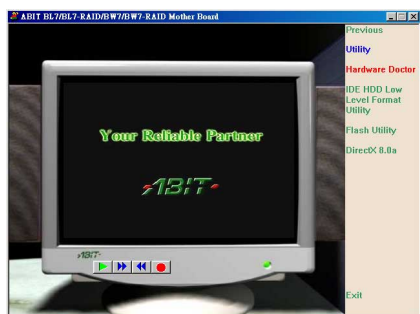 ABIT BL7/BL7-RAID/BW7/BW7-RAID Mother Board
Previous
Utility
Hardware Doctor
IDE HDD Low
Level Format
Utility
Flash Utility
DirectX 8.0a
Your Reliable Partner
ABIT
ABIT
Exit